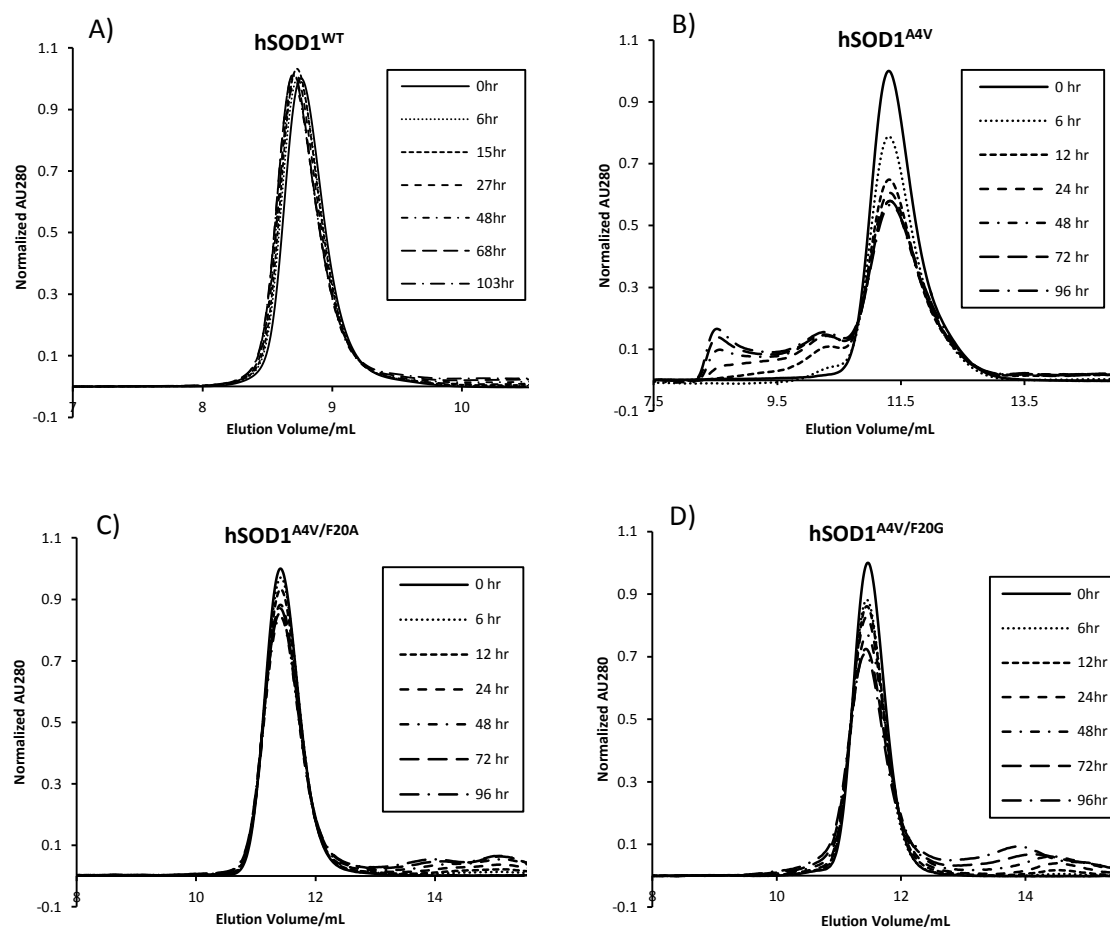 A)
hSOD1WT
1.1
0.9
0.7
0.5
0.3
0.1
-0.1
7
8
9
10
Normalized AU280
Elution Volume/mL
0hr
6hr
15hr
27hr
48hr
68hr
103hr
B)
hSOD1A4V
1.1
0.9
0.7
0.5
0.3
0.1
-0.1
7.5
9.5
11.5
13.5
Normalized AU280
Elution Volume/mL
0 hr
6 hr
12 hr
24 hr
48 hr
72 hr
96 hr
C)
hSOD1A4V/F20A
1.1
0.9
0.7
0.5
0.3
0.1
-0.1
8
10
12
14
Normalized AU280
Elution Volume/mL
0 hr
6 hr
12 hr
24 hr
48 hr
72 hr
96 hr
D)
hSOD1A4V/F20G
1.1
0.9
0.7
0.5
0.3
0.1
-0.1
8
10
12
14
Normalized AU280
Elution Volume/mL
0hr
6hr
12hr
24hr
48hr
72hr
96hr